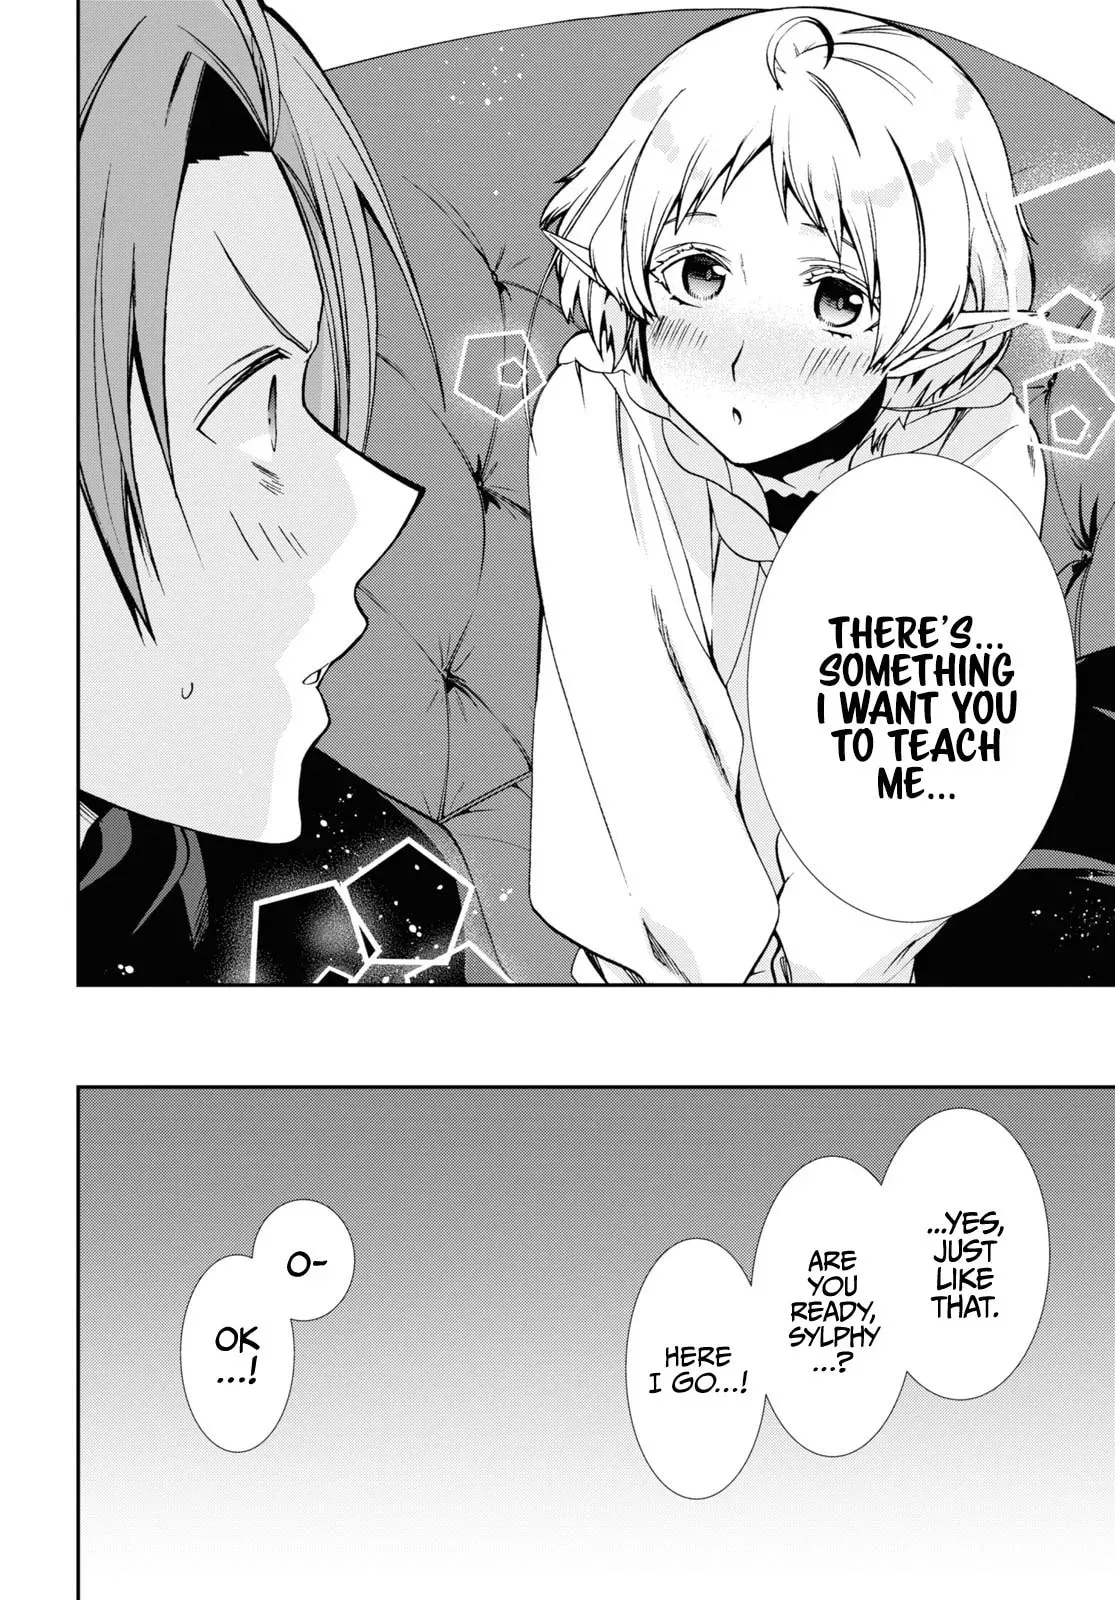 THERE'S...
SOMETHING
I WANT YOU
TO TEACH
ME...
...YES,
JUST
LIKE
THAT.
ARE
YOU
READY,
SYLPHY
...?
HERE
I GO...!
O-
OK
...!